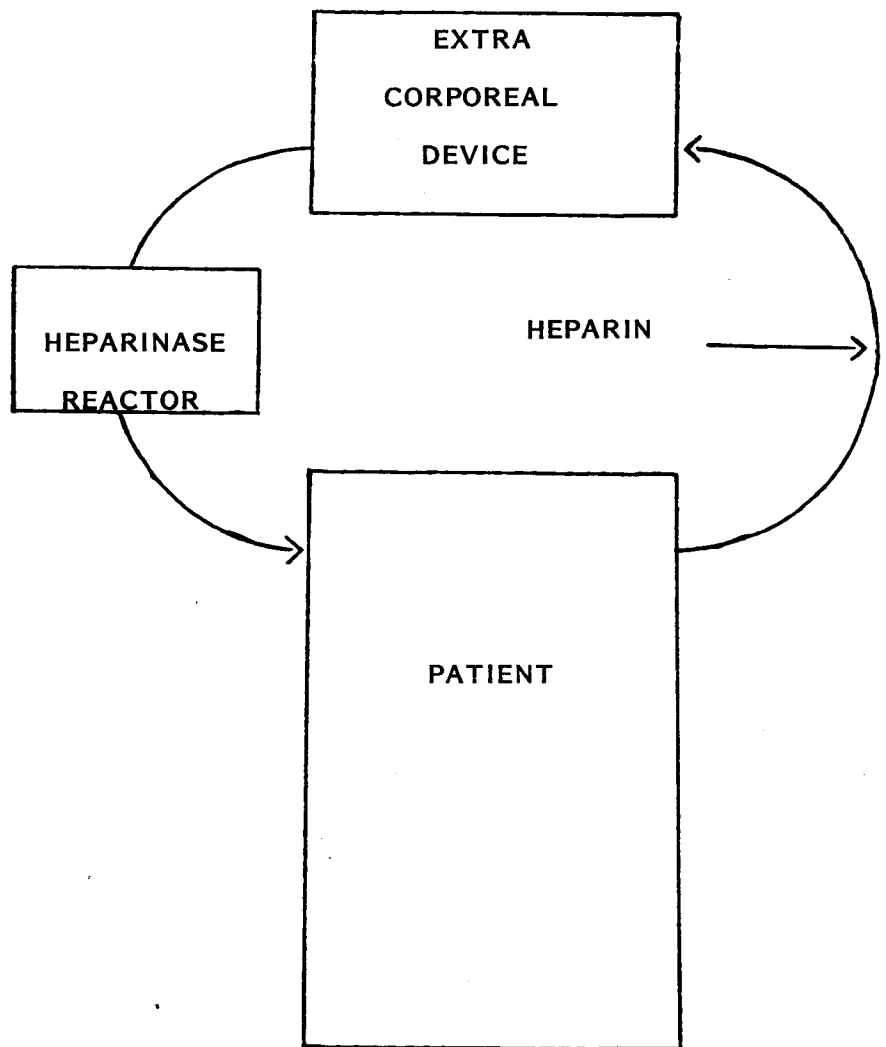 EXTRA
CORPOREAL
DEVICE
HEPARINASE
REACTOR
HEPARIN
PATIENT